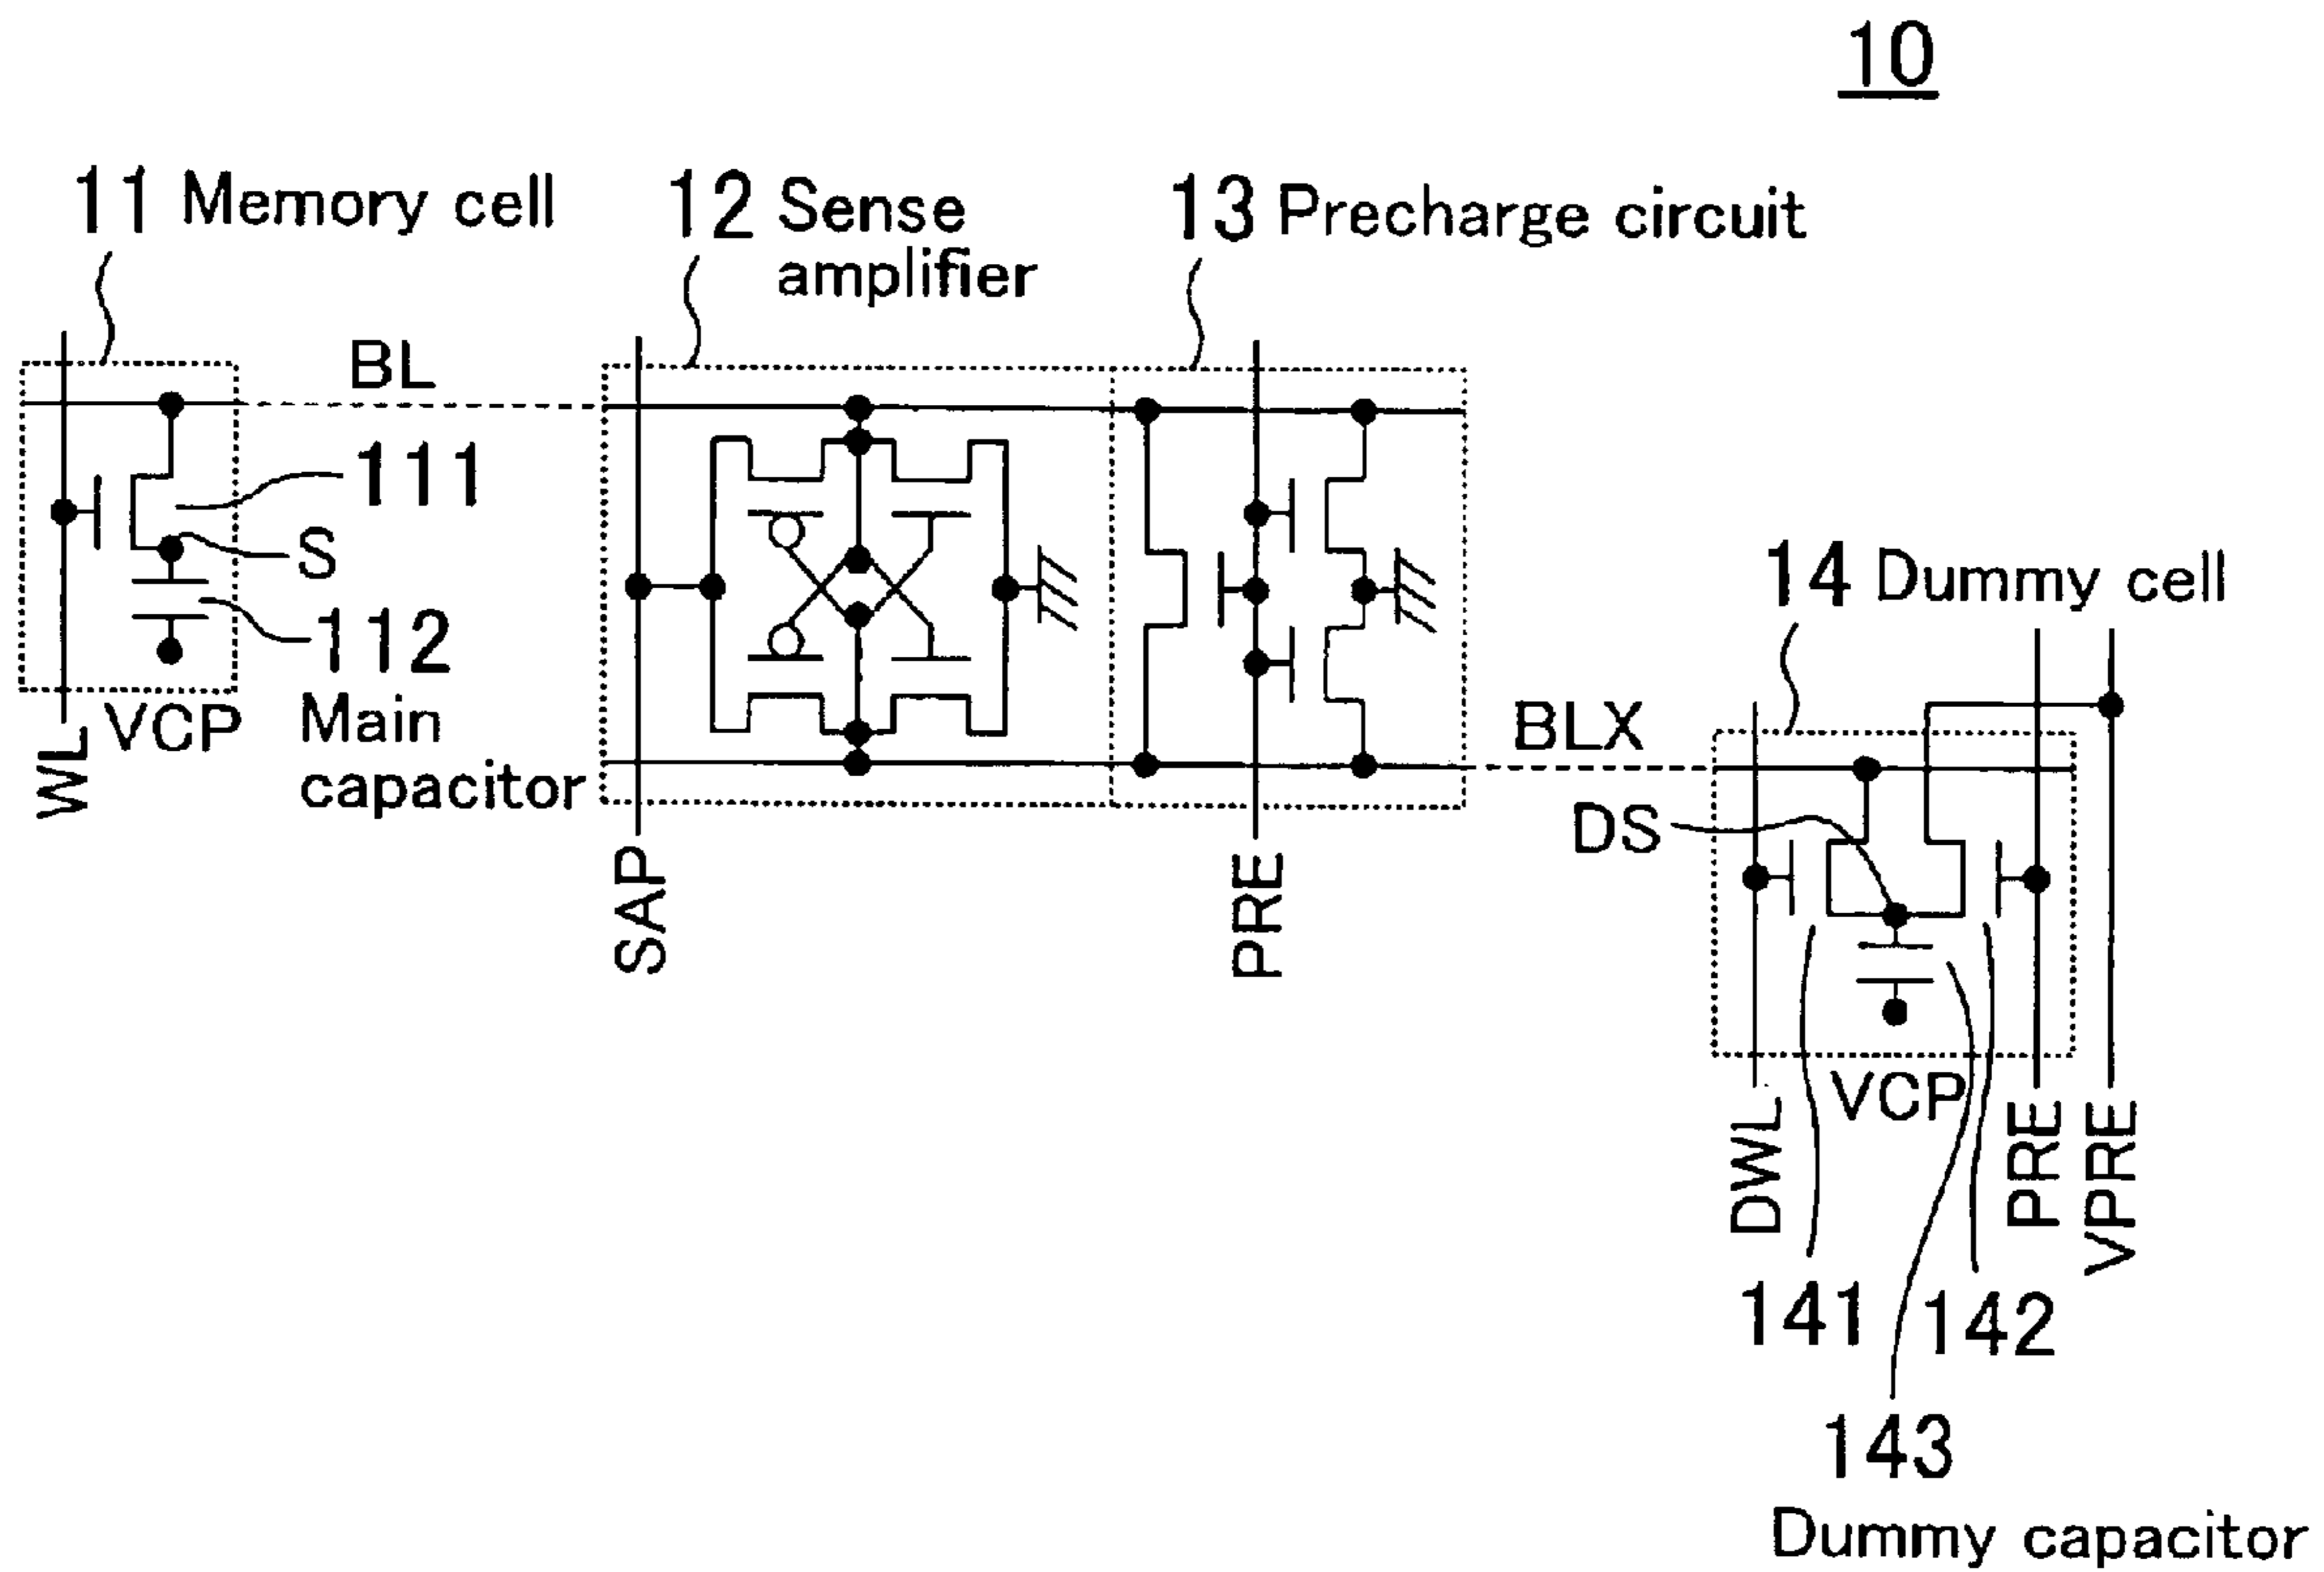 10
11 Memory cell
12 Sense
amplifier
13 Precharge circuit
BL
111
S
112
Main
capacitor
VCP
WL
SAP
PRE
14 Dummy cell
BLX
DS
VCP
DWL
PRE
VPRE
141
142
143
Dummy capacitor